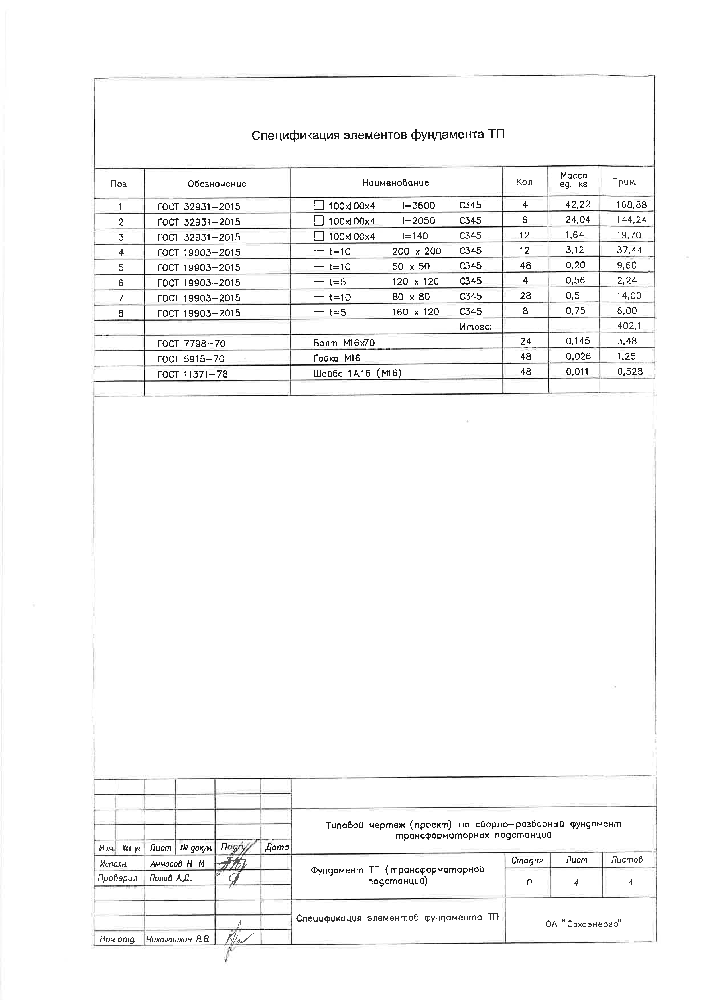 Спецификация элементов фундамента ТП
Поз. Обозначение Наименование Кол. Масса ед. кг Прим.
1 ГОСТ 32931-2015 100х100х4 l=3600 С345 4 42,22 168,88
2 ГОСТ 32931-2015 100х100х4 l=2050 С345 6 24,04 144,24
3 ГОСТ 32931-2015 100х100х4 l=140 С345 12 1,64 19,70
4 ГОСТ 19903-2015 — t=10 200 х 200 С345 12 3,12 37,44
5 ГОСТ 19903-2015 — t=10 50 х 50 С345 48 0,20 9,60
6 ГОСТ 19903-2015 — t=5 120 х 120 С345 4 0,56 2,24
7 ГОСТ 19903-2015 — t=10 80 х 80 С345 28 0,5 14,00
8 ГОСТ 19903-2015 — t=5 160 х 120 С345 8 0,75 6,00
Итого: 402,1
ГОСТ 7798-70 Болт М16х70 24 0,145 3,48
ГОСТ 5915-70 Гайка М16 48 0,026 1,25
ГОСТ 11371-78 Шайба 1А16 (М16) 48 0,011 0,528
Типовой чертеж (проект) на сборно-разборный фундамент
трансформаторных подстанций
Изм. Кол уч Лист № докум. Подп. Дата
Исполн. Аммосов Н. М.
Проверил Попов А.Д.
Фундамент ТП (трансформаторной
подстанций)
Стадия Лист Листов
Р 4 4
Спецификация элементов фундамента ТП
ОА "Сахаэнерго"
Нач. отд. Николашкин В.В.